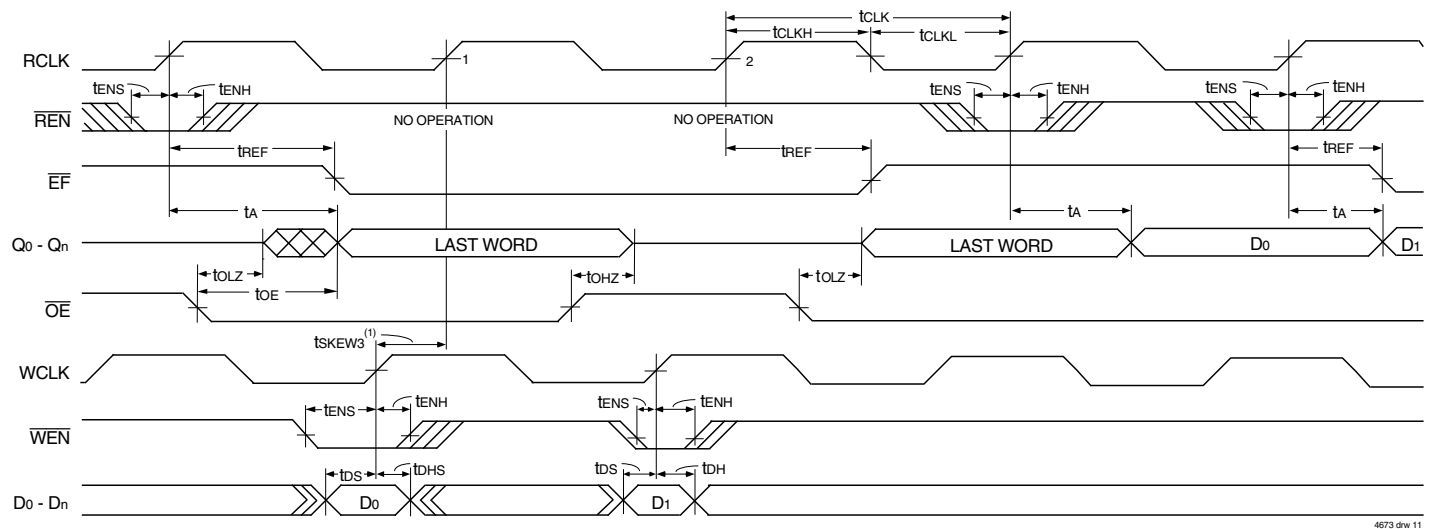 tCLK
tCLKH tCLKL
RCLK 1 2
tENS tENH tENS tENH tENS tENH
REN NO OPERATION NO OPERATION
tREF tREF tREF
EF
tA tA tA
Q0 - Qn LAST WORD LAST WORD D0 D1
tOLZ tOHZ tOLZ
tOE
OE
tSKEW3(1)
WCLK
tENS tENH tENS tENH
WEN
tDS tDHS tDS tDH
D0 - Dn D0 D1
4673 drw 11